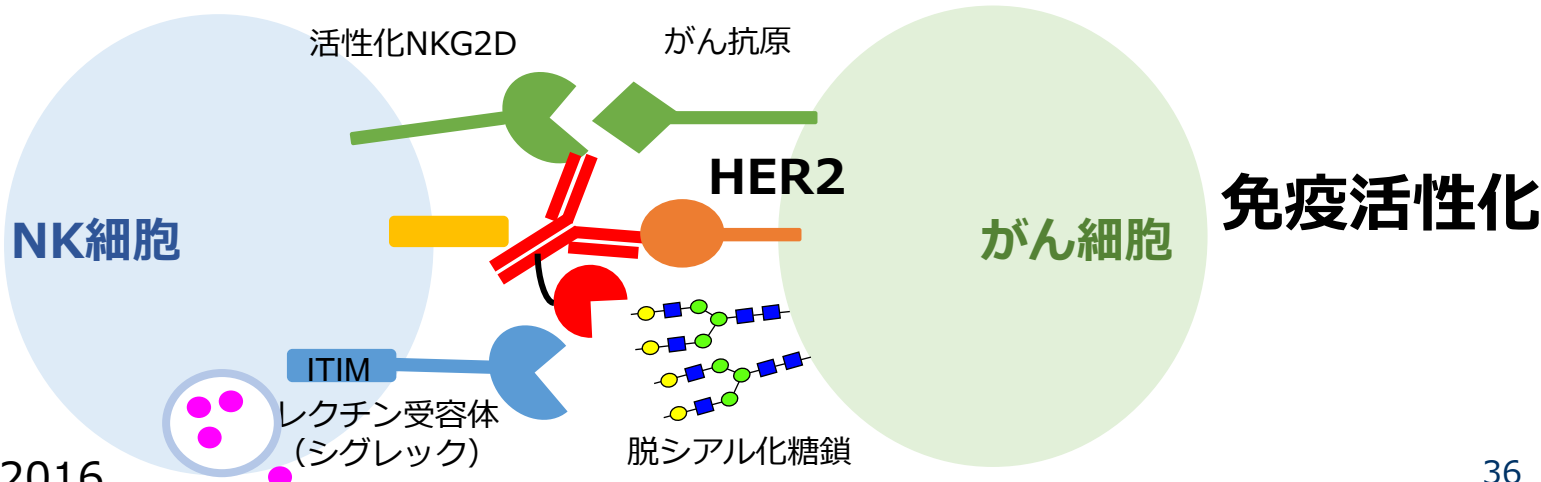 活性化NKG2D
がん抗原
HER2
免疫活性化
NK細胞
がん細胞
ITIM
レクチン受容体
（シグレック）
脱シアル化糖鎖
2016
36